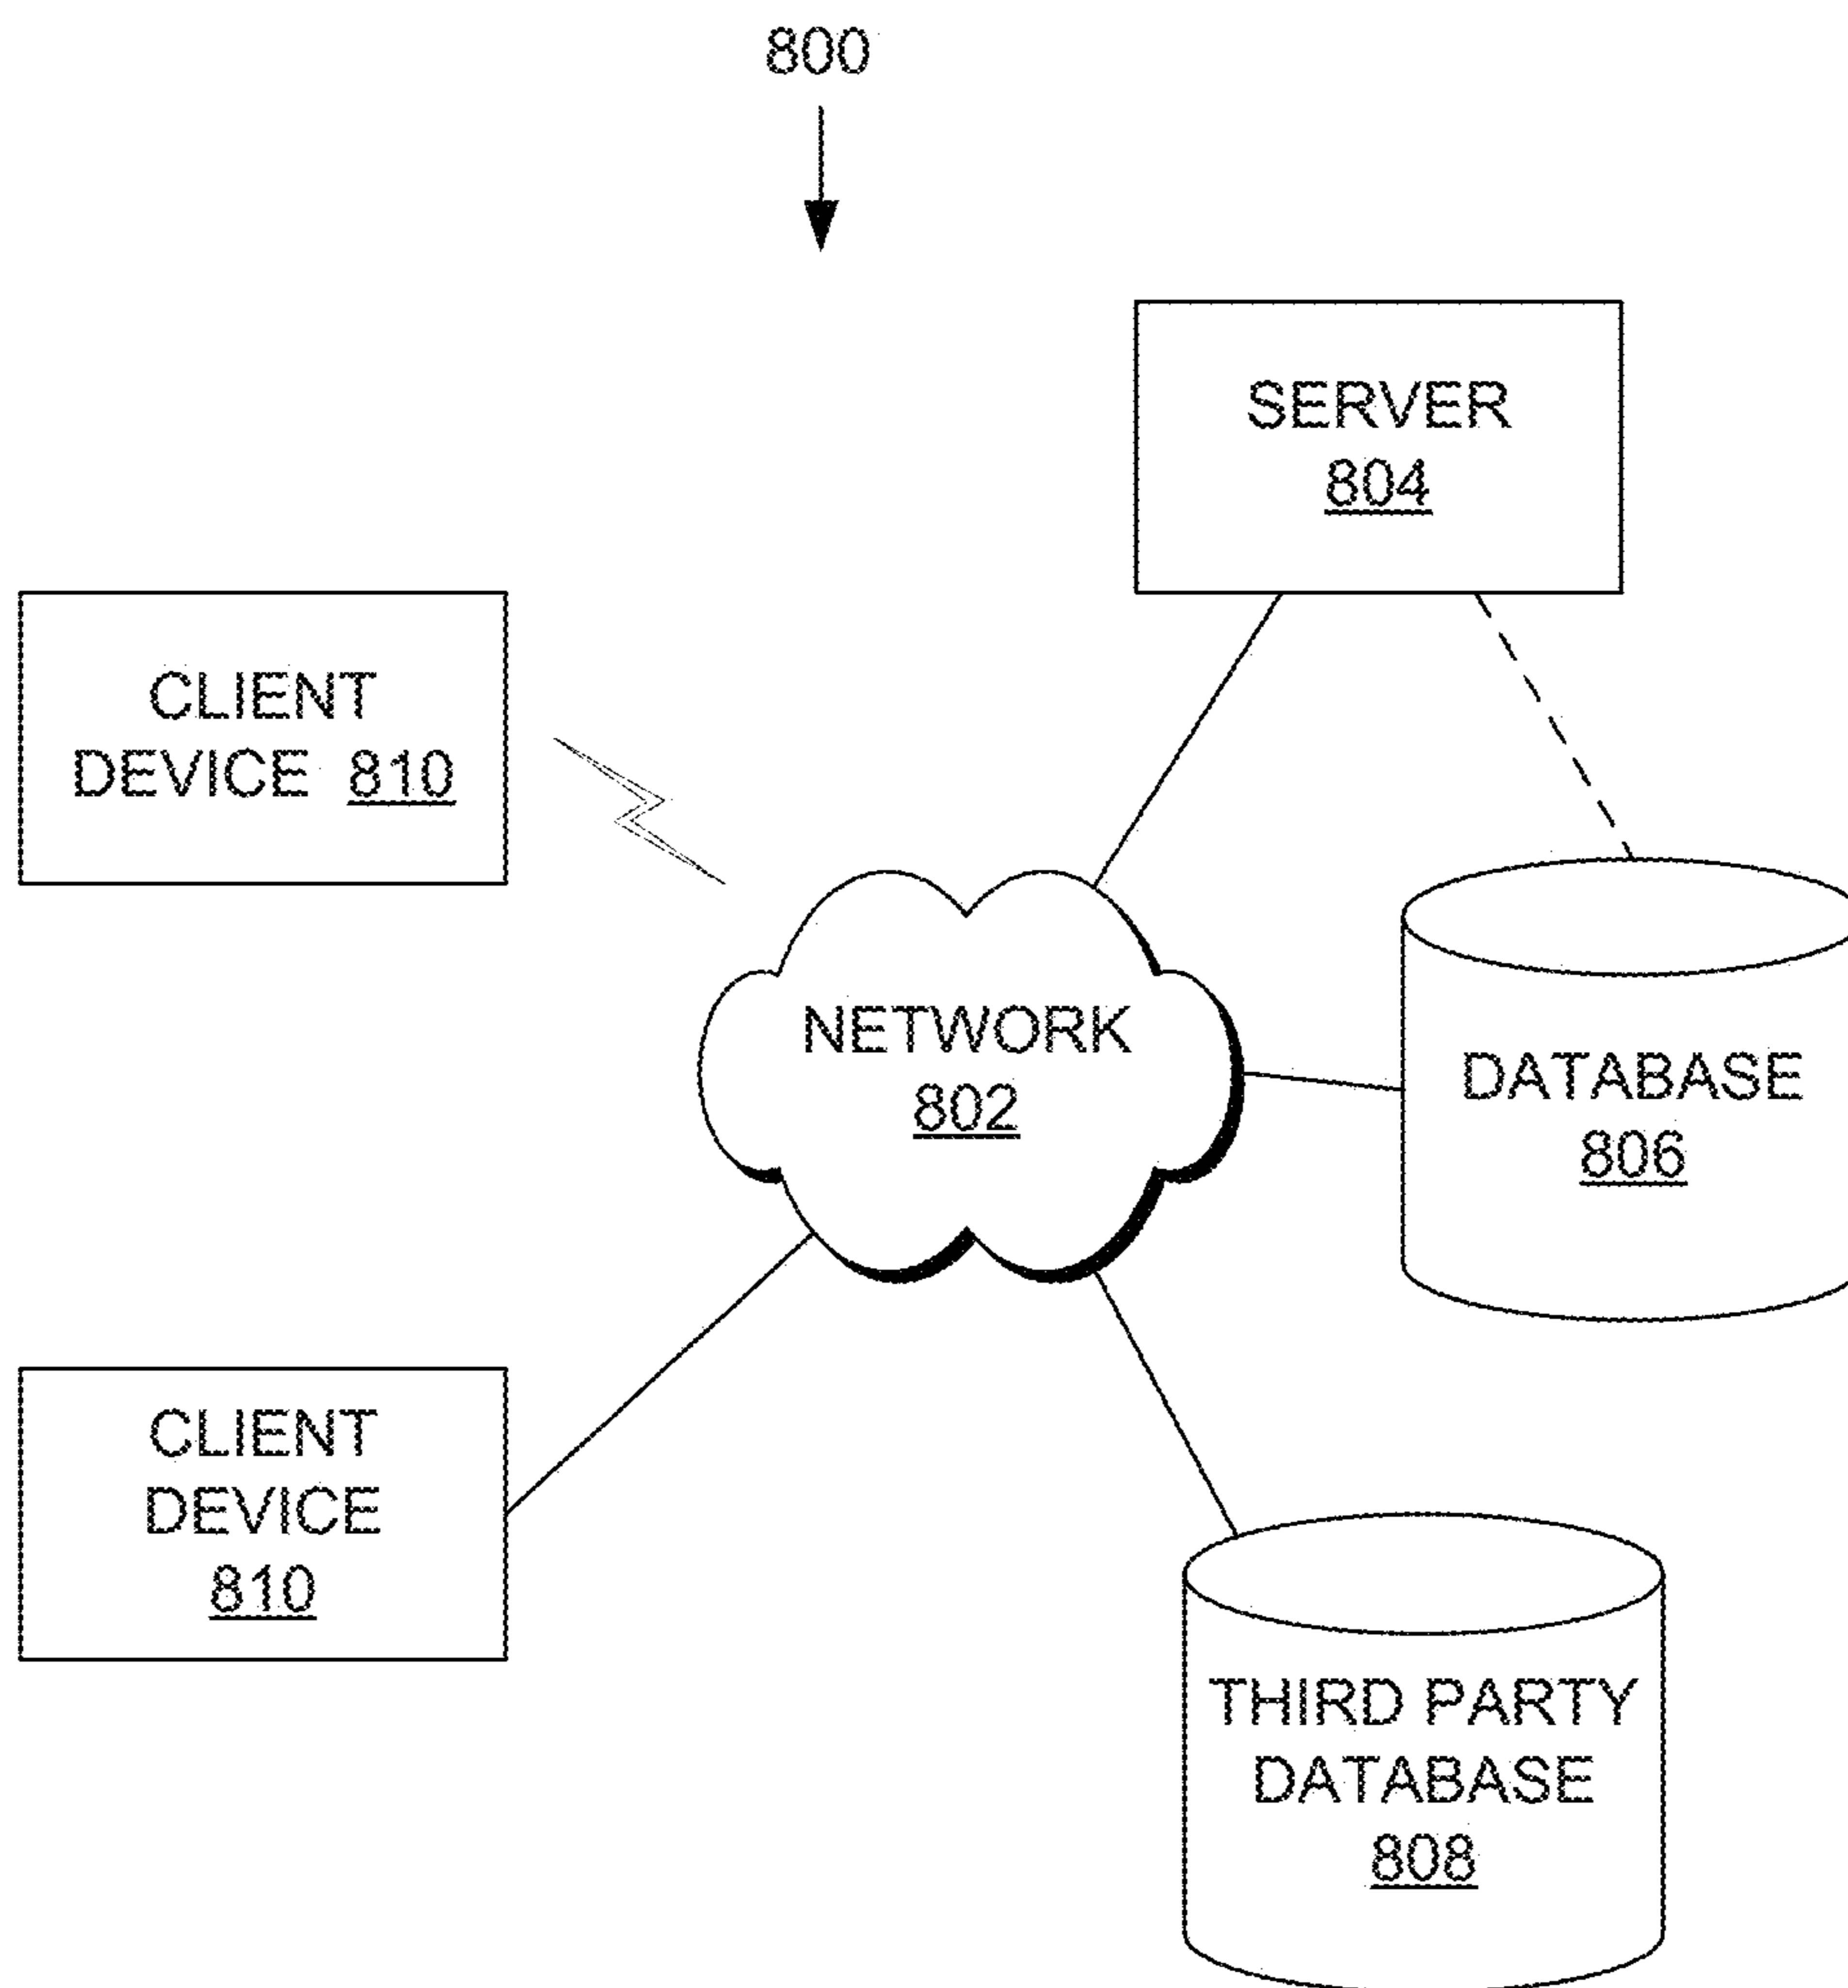 800
SERVER
804
CLIENT
DEVICE 810
NETWORK
802
DATABASE
806
CLIENT
DEVICE
810
THIRD PARTY
DATABASE
808